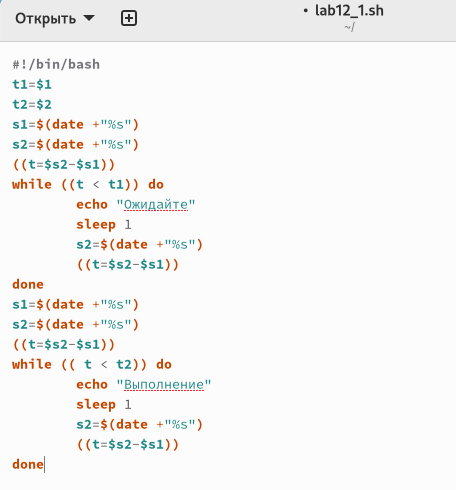 Открыть
• lab12_1.sh
~/
#!/bin/bash
t1=$1
t2=$2
s1=$(date +"%s")
s2=$(date +"%s")
((t=$s2-$s1))
while ((t < t1)) do
echo "Ожидайте"
sleep 1
s2=$(date +"%s")
((t=$s2-$s1))
done
s1=$(date +"%s")
s2=$(date +"%s")
((t=$s2-$s1))
while (( t < t2)) do
echo "Выполнение"
sleep 1
s2=$(date +"%s")
((t=$s2-$s1))
done